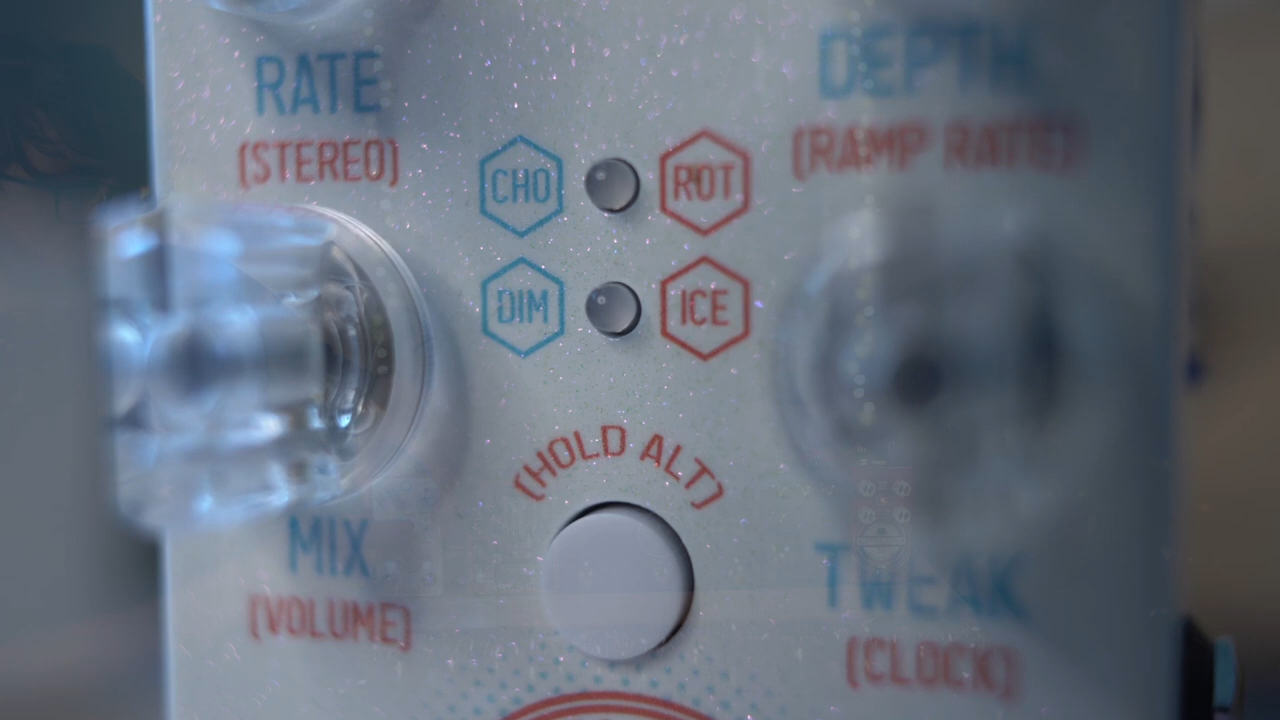 RATE
(STEREO)
DEPTH
(RAMP RATE)
CHO
ROT
DIM
ICE
(HOLD ALT)
MIX
(VOLUME)
TWEAK
(CLOCK)